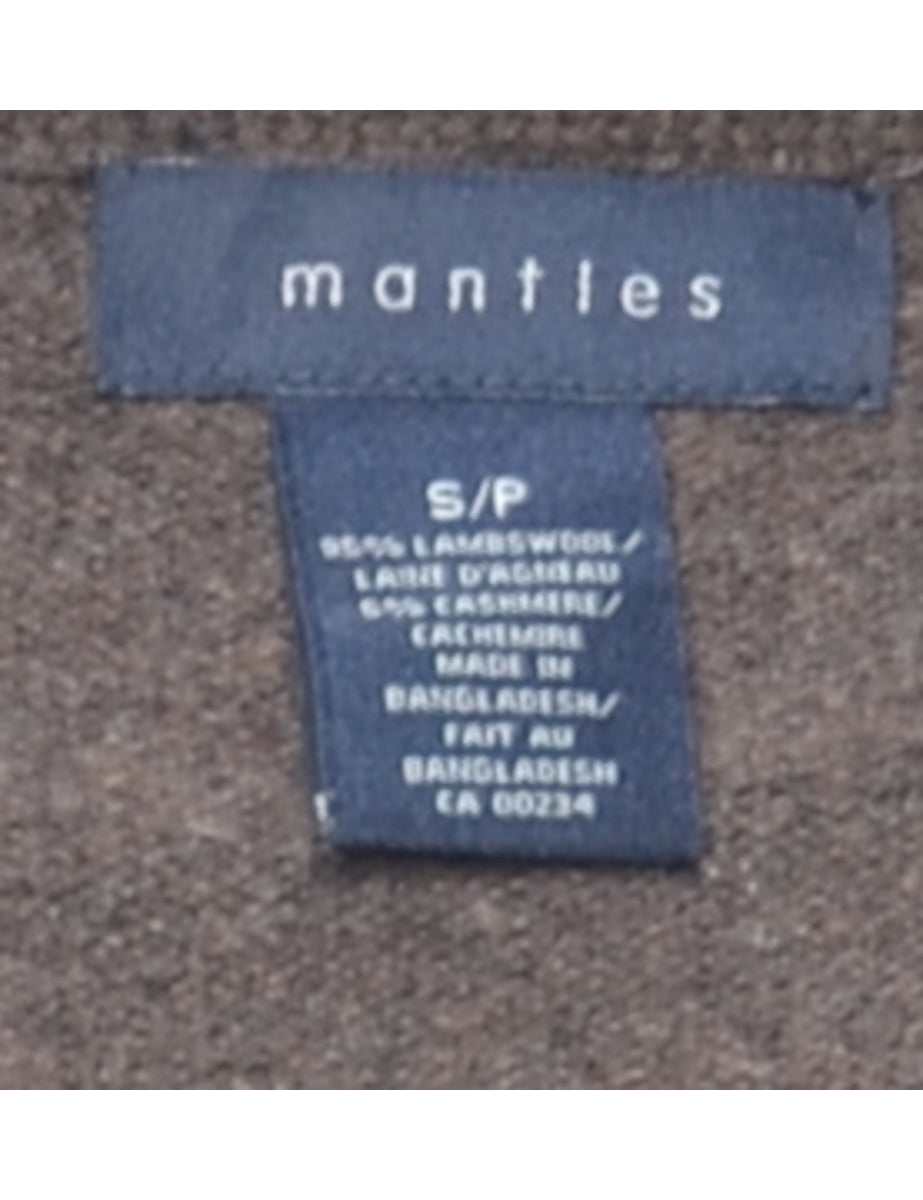 mantles
S/P
95% LAMBSWOOL/
LAINE D'AGNEAU
5% CASHMERE/
CACHEMIRE
MADE IN
BANGLADESH/
FAIT AU
BANGLADESH
CA 00234